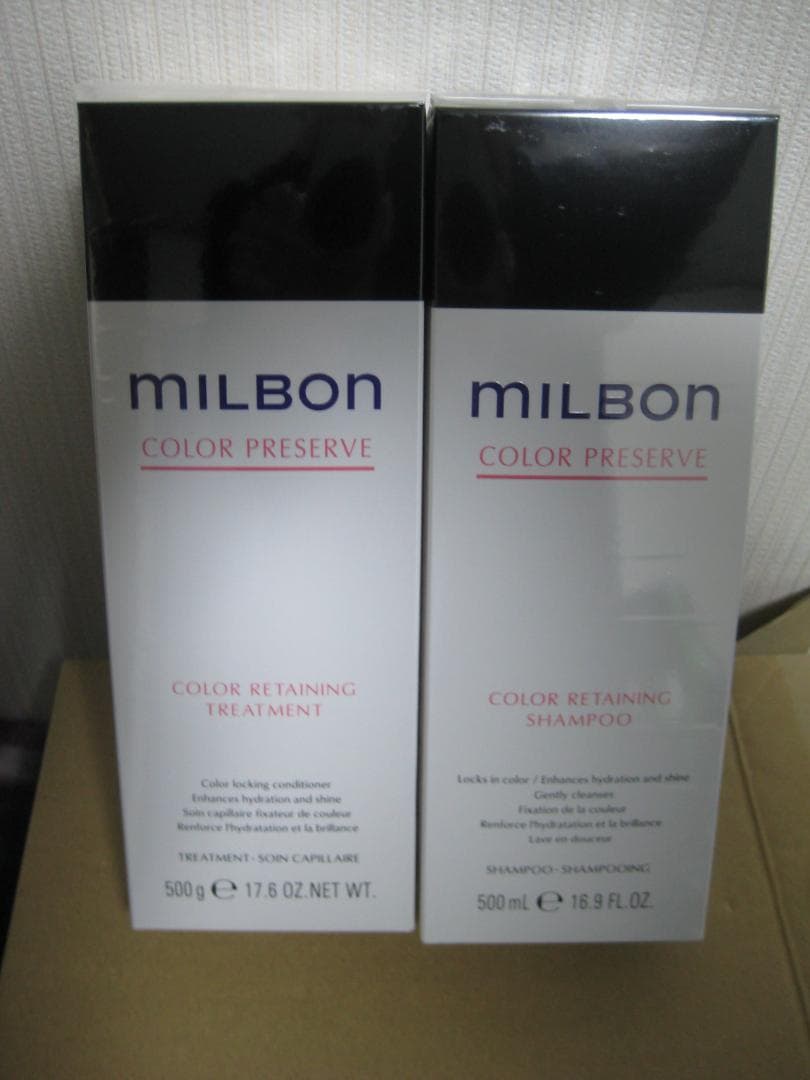 mILBon
COLOR PRESERVE
COLOR RETAINING
TREATMENT
Color locking conditioner
Enhances hydration and shine
Soin capillaire fixateur de couleur
Renforce l'hydratation et la brillance
TREATMENT - SOIN CAPILLAIRE
500 g ℮ 17.6 OZ.NET WT.
mILBon
COLOR PRESERVE
COLOR RETAINING
SHAMPOO
Locks in color / Enhances hydration and shine
Gently cleanses
Fixation de la couleur
Renforce l'hydratation et la brillance
Lave en douceur
SHAMPOO - SHAMPOOING
500 mL ℮ 16.9 FL.OZ.